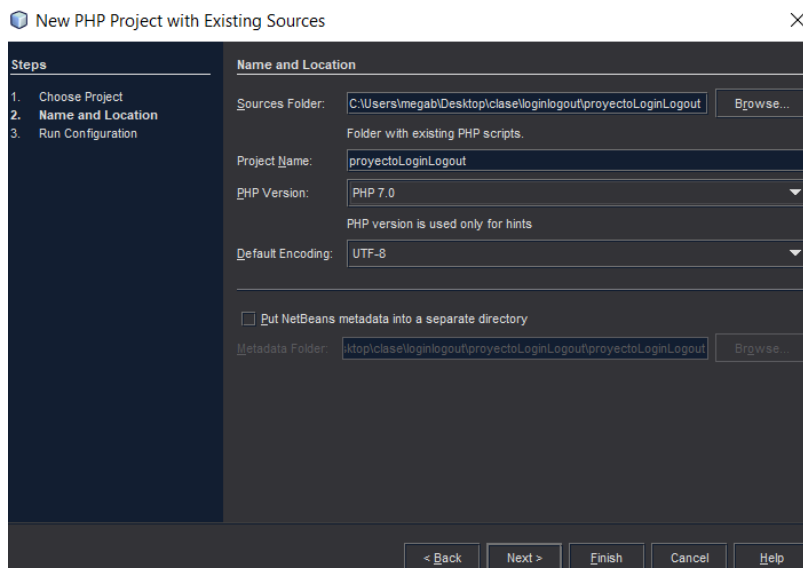 New PHP Project with Existing Sources
Steps
1. Choose Project
2. Name and Location
3. Run Configuration
Name and Location
Sources Folder: C:\Users\megab\Desktop\clase\loginlogout\proyectoLoginLogout Browse...
Folder with existing PHP scripts.
Project Name: proyectoLoginLogout
PHP Version: PHP 7.0
PHP version is used only for hints
Default Encoding: UTF-8
Put NetBeans metadata into a separate directory
Metadata Folder: sktop\clase\loginlogout\proyectoLoginLogout\proyectoLoginLogout Browse...
< Back Next > Finish Cancel Help